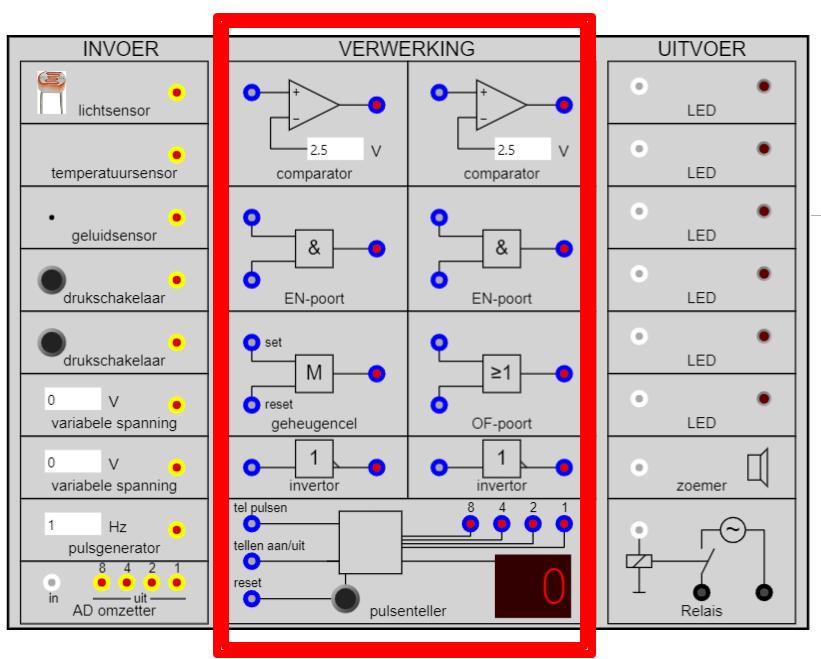 INVOER
lichtsensor
temperatuursensor
geluidsensor
drukschakelaar
drukschakelaar
0 V
variabele spanning
0 V
variabele spanning
1 Hz
pulsgenerator
8 4 2 1
in uit
AD omzetter
VERWERKING
+ +
− −
2.5 V 2.5 V
comparator comparator
& &
EN-poort EN-poort
set
M ≥1
reset
geheugencel OF-poort
1 1
invertor invertor
tel pulsen 8 4 2 1
tellen aan/uit
reset 0
pulsenteller
UITVOER
LED
LED
LED
LED
LED
LED
zoemer
~
Relais